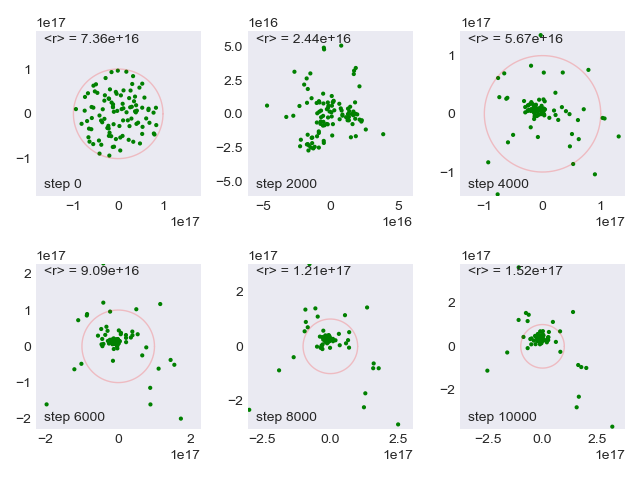 1e17
<r> = 7.36e+16
1
0
−1
step 0
−1
0
1
1e17
1e16
<r> = 2.44e+16
5.0
2.5
0.0
−2.5
−5.0
step 2000
−5
0
5
1e16
1e17
<r> = 5.67e+16
1
0
−1
step 4000
−1
0
1
1e17
1e17
<r> = 9.09e+16
2
1
0
−1
−2
step 6000
−2
0
2
1e17
1e17
<r> = 1.21e+17
2
0
−2
step 8000
−2.5
0.0
2.5
1e17
1e17
<r> = 1.52e+17
2
0
−2
step 10000
−2.5
0.0
2.5
1e17